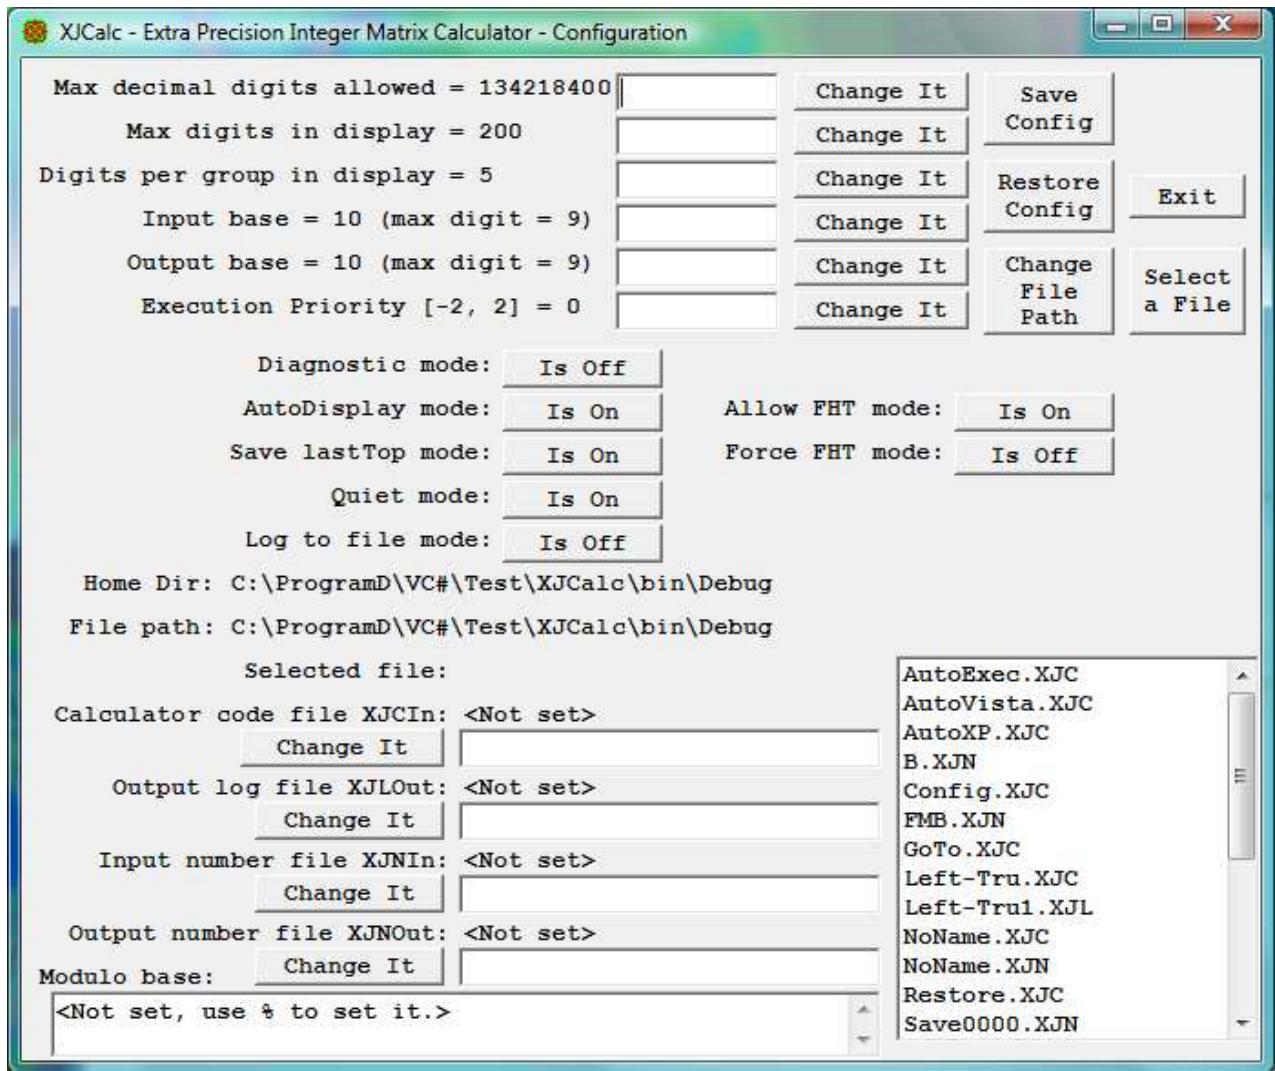 XJCalc - Extra Precision Integer Matrix Calculator - Configuration
Max decimal digits allowed = 134218400 Change It
Save Config
Max digits in display = 200 Change It
Digits per group in display = 5 Change It
Restore Config
Exit
Input base = 10 (max digit = 9) Change It
Output base = 10 (max digit = 9) Change It
Change File Path
Select a File
Execution Priority [-2, 2] = 0 Change It
Diagnostic mode: Is Off
AutoDisplay mode: Is On Allow FHT mode: Is On
Save lastTop mode: Is On Force FHT mode: Is Off
Quiet mode: Is On
Log to file mode: Is Off
Home Dir: C:\ProgramD\VC#\Test\XJCalc\bin\Debug
File path: C:\ProgramD\VC#\Test\XJCalc\bin\Debug
Selected file:
Calculator code file XJCIn: <Not set>
Change It
Output log file XJLOut: <Not set>
Change It
Input number file XJNIn: <Not set>
Change It
Output number file XJNOut: <Not set>
Change It
Modulo base:
<Not set, use % to set it.>
AutoExec.XJC
AutoVista.XJC
AutoXP.XJC
B.XJN
Config.XJC
FMB.XJN
GoTo.XJC
Left-Tru.XJC
Left-Tru1.XJL
NoName.XJC
NoName.XJN
Restore.XJC
Save0000.XJN